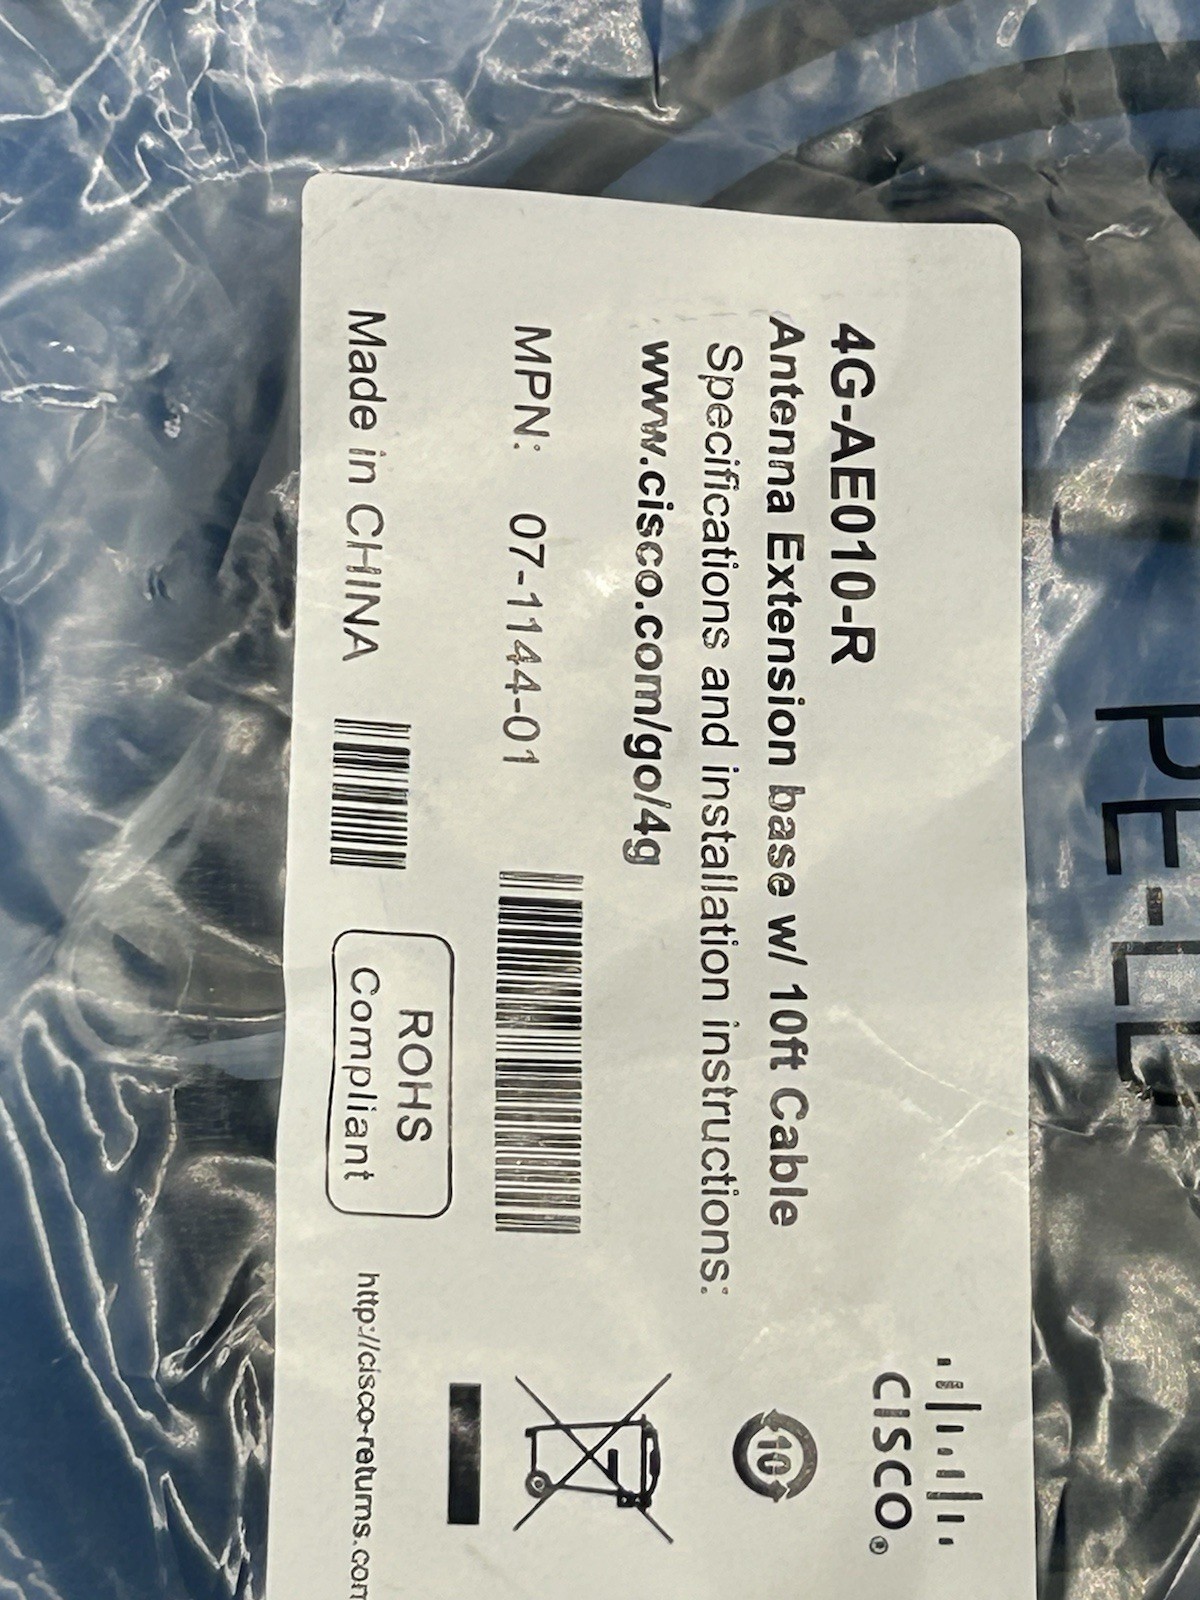 CISCO®
4G-AE010-R
Antenna Extension base w/ 10ft Cable
Specifications and installation instructions:
www.cisco.com/go/4g
10
MPN: 07-1144-01
Made in CHINA
ROHS
Compliant
http://cisco-returns.com